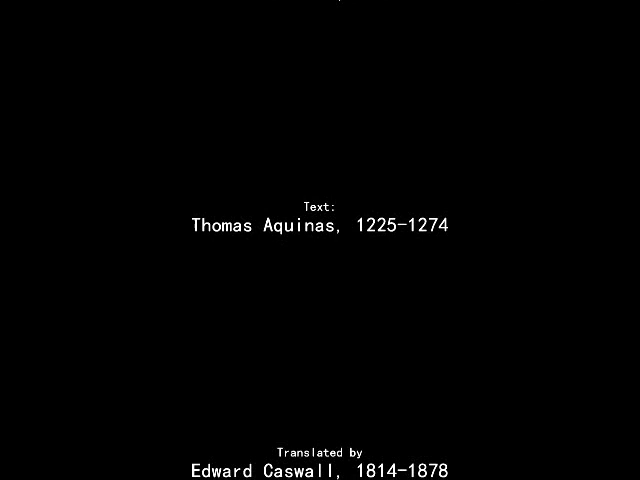 Text:
Thomas Aquinas, 1225-1274
Translated by
Edward Caswall, 1814-1878